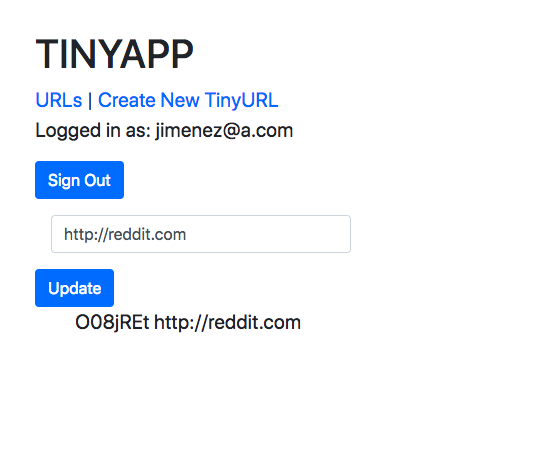 TINYAPP
URLs | Create New TinyURL
Logged in as: jimenez@a.com
Sign Out
http://reddit.com
Update
O08jREt http://reddit.com